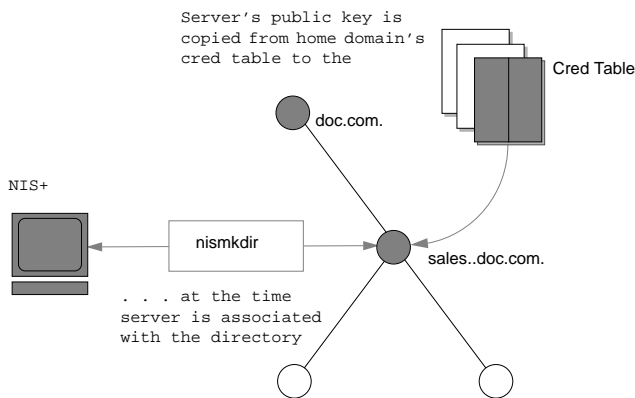 Server's public key is
copied from home domain's
cred table to the
Cred Table
doc.com.
NIS+
nismkdir
sales..doc.com.
. . . at the time
server is associated
with the directory